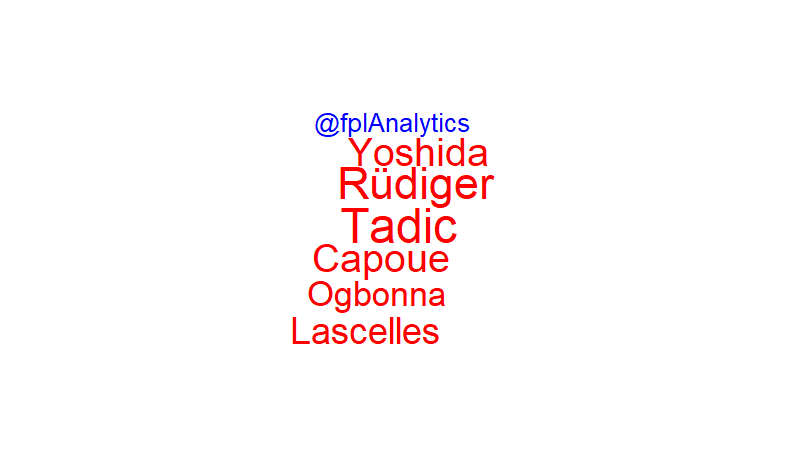 @fplAnalytics
Yoshida
Rüdiger
Tadic
Capoue
Ogbonna
Lascelles